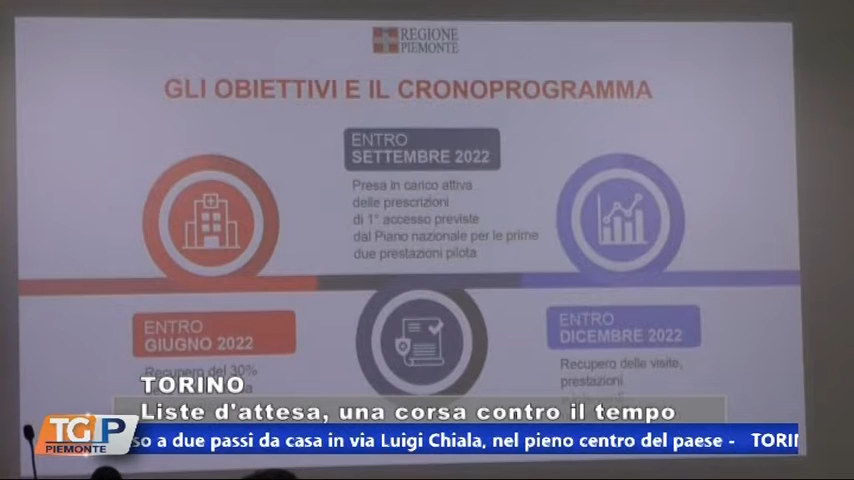 REGIONE
PIEMONTE
GLI OBIETTIVI E IL CRONOPROGRAMMA
ENTRO
SETTEMBRE 2022
Presa in carico attiva
delle prescrizioni
di 1° accesso previste
dal Piano nazionale per le prime
due prestazioni pilota
ENTRO
GIUGNO 2022
Recupero del 30%
ENTRO
DICEMBRE 2022
Recupero delle visite,
prestazioni
TORINO
Liste d'attesa, una corsa contro il tempo
TGP
PIEMONTE
so a due passi da casa in via Luigi Chiala, nel pieno centro del paese - TORIN